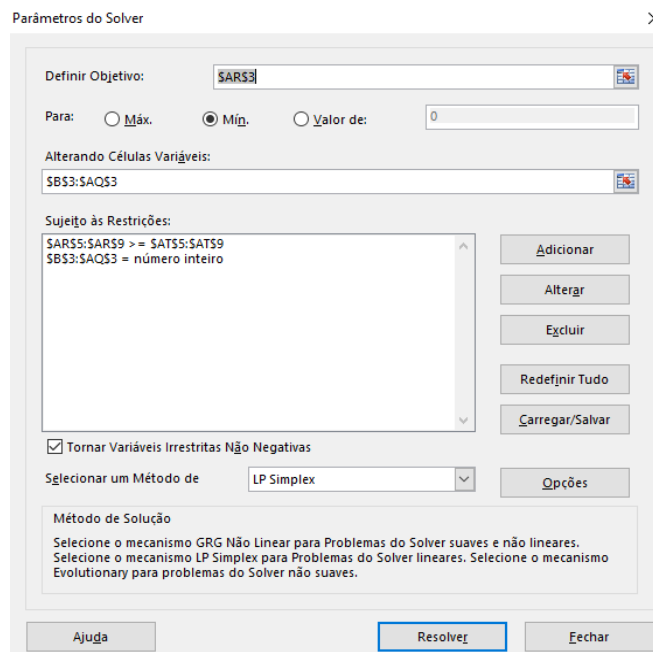 Parâmetros do Solver
Definir Objetivo:
$AR$3
Para:
Máx.
Mín.
Valor de:
0
Alterando Células Variáveis:
$B$3:$AQ$3
Sujeito às Restrições:
$AR$5:$AR$9 >= $AT$5:$AT$9
$B$3:$AQ$3 = número inteiro
Adicionar
Alterar
Excluir
Redefinir Tudo
Carregar/Salvar
Tornar Variáveis Irrestritas Não Negativas
Selecionar um Método de
LP Simplex
Opções
Método de Solução
Selecione o mecanismo GRG Não Linear para Problemas do Solver suaves e não lineares.
Selecione o mecanismo LP Simplex para Problemas do Solver lineares. Selecione o mecanismo
Evolutionary para problemas do Solver não suaves.
Ajuda
Resolver
Fechar